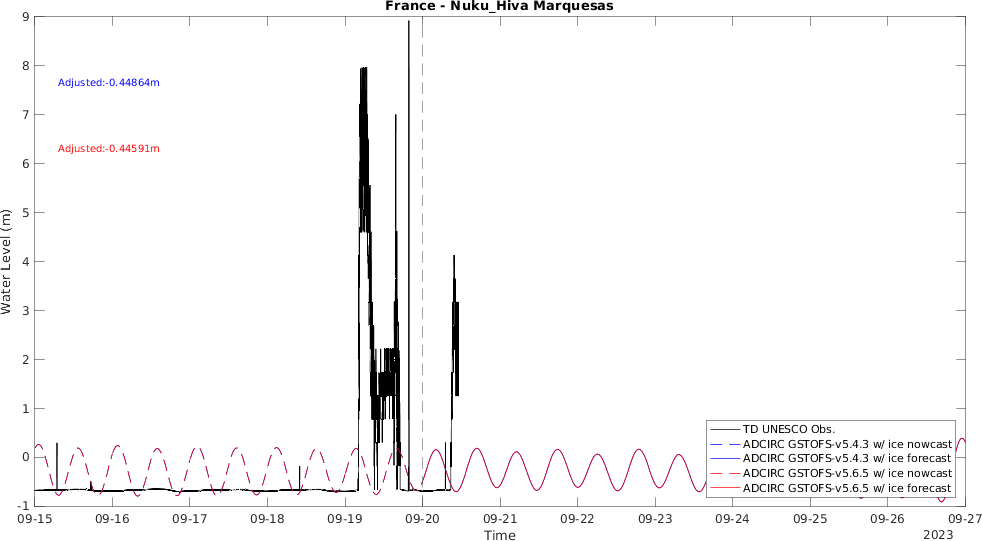 France - Nuku_Hiva Marquesas
9
8
7
6
5
4
3
2
1
0
-1
Water Level (m)
Adjusted:-0.44864m
Adjusted:-0.44591m
TD UNESCO Obs.
ADCIRC GSTOFS-v5.4.3 w/ ice nowcast
ADCIRC GSTOFS-v5.4.3 w/ ice forecast
ADCIRC GSTOFS-v5.6.5 w/ ice nowcast
ADCIRC GSTOFS-v5.6.5 w/ ice forecast
09-15 09-16 09-17 09-18 09-19 09-20 09-21 09-22 09-23 09-24 09-25 09-26 09-27
Time
2023